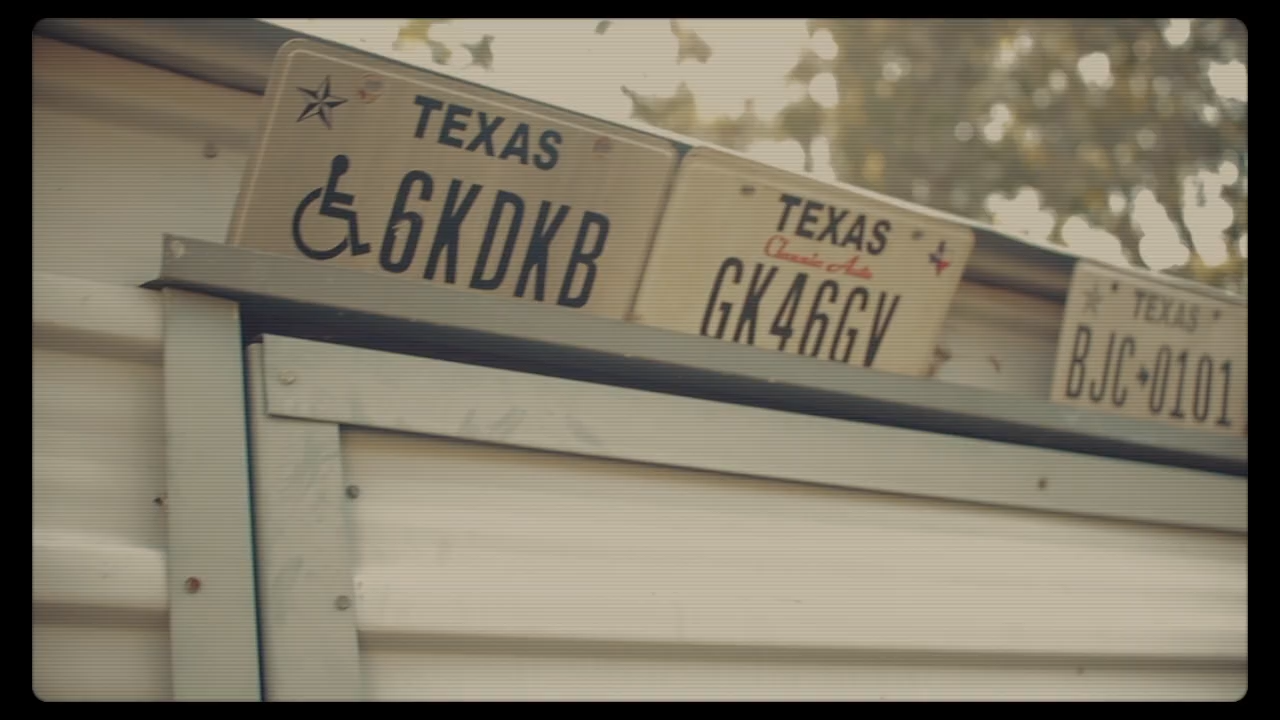 TEXAS
6KDKB
TEXAS
Classic Auto
GK46GV
TEXAS
BJC 0101